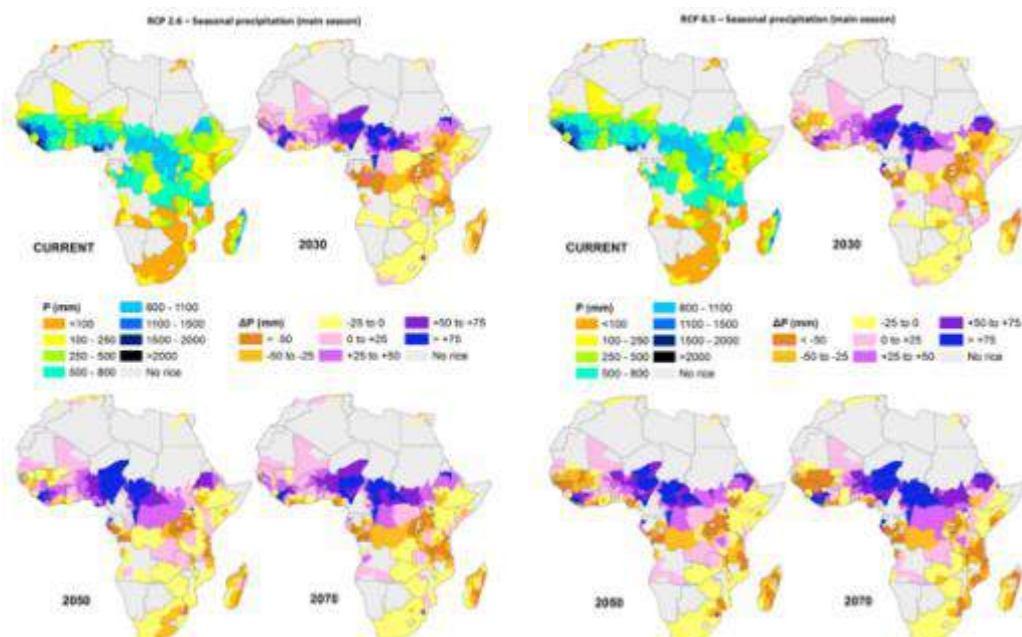 RCP 2.6 – Seasonal precipitation (main season)
CURRENT
2030
P (mm)
<100
100 - 250
250 - 500
500 - 800
800 - 1100
1100 - 1500
1500 - 2000
>2000
No rice
ΔP (mm)
< -50
-50 to -25
-25 to 0
0 to +25
+25 to +50
+50 to +75
> +75
No rice
2050
2070
RCP 8.5 – Seasonal precipitation (main season)
CURRENT
2030
P (mm)
<100
100 - 250
250 - 500
500 - 800
800 - 1100
1100 - 1500
1500 - 2000
>2000
No rice
ΔP (mm)
< -50
-50 to -25
-25 to 0
0 to +25
+25 to +50
+50 to +75
> +75
No rice
2050
2070